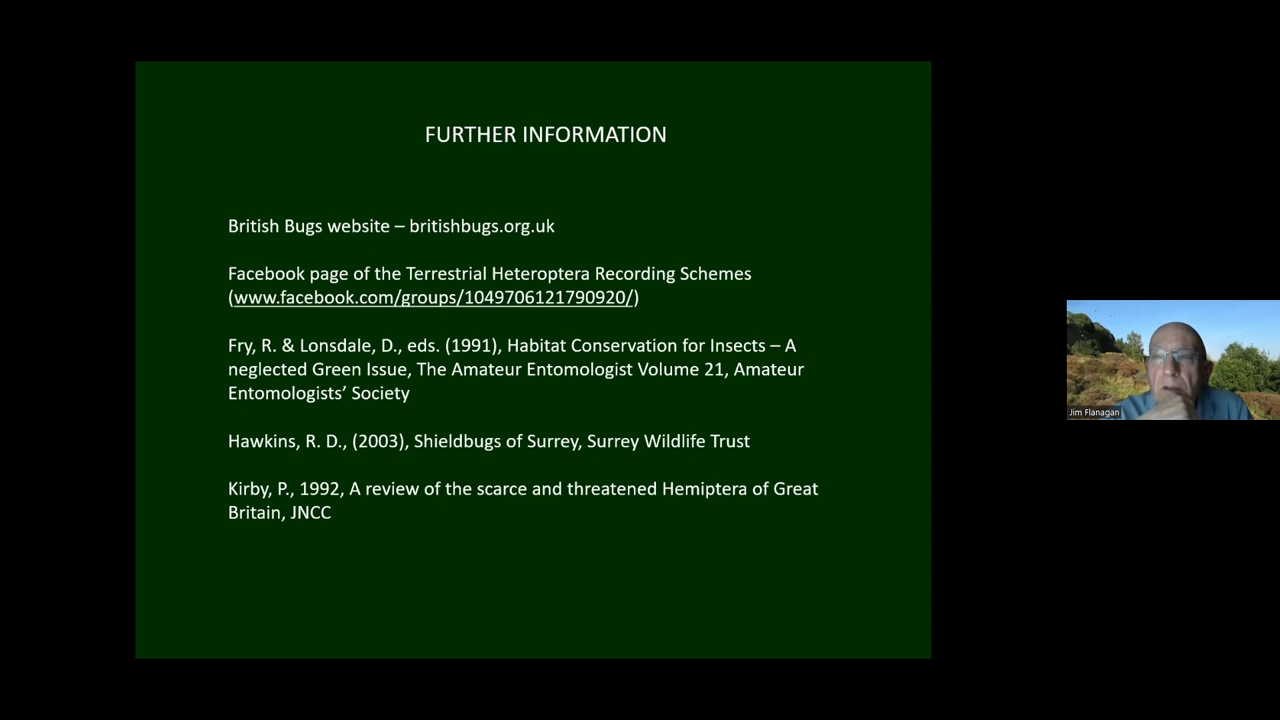 FURTHER INFORMATION
British Bugs website – britishbugs.org.uk
Facebook page of the Terrestrial Heteroptera Recording Schemes
(www.facebook.com/groups/1049706121790920/)
Fry, R. & Lonsdale, D., eds. (1991), Habitat Conservation for Insects – A
neglected Green Issue, The Amateur Entomologist Volume 21, Amateur
Entomologists’ Society
Hawkins, R. D., (2003), Shieldbugs of Surrey, Surrey Wildlife Trust
Kirby, P., 1992, A review of the scarce and threatened Hemiptera of Great
Britain, JNCC
Jim Flanagan